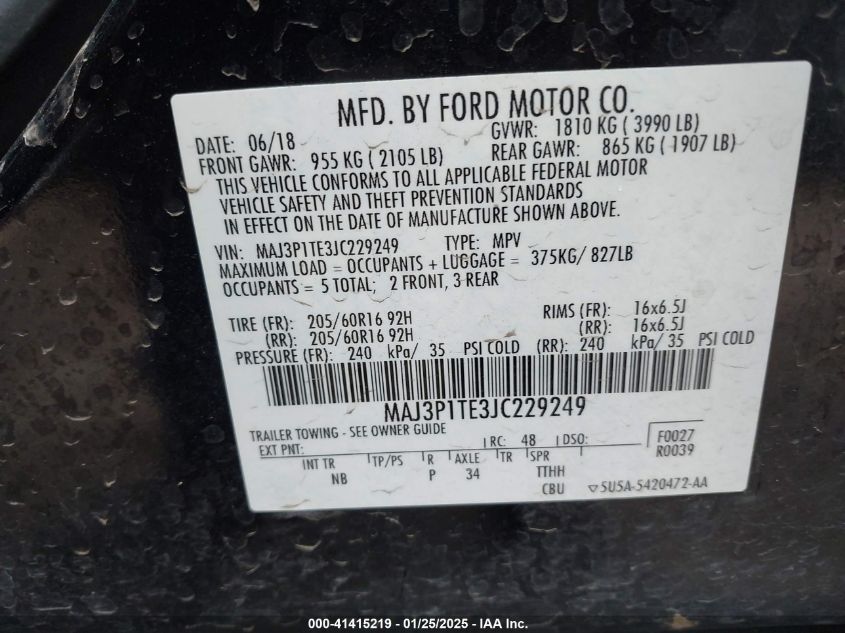 MFD. BY FORD MOTOR CO.
DATE: 06/18 GVWR: 1810 KG ( 3990 LB)
FRONT GAWR: 955 KG ( 2105 LB) REAR GAWR: 865 KG ( 1907 LB)
THIS VEHICLE CONFORMS TO ALL APPLICABLE FEDERAL MOTOR
VEHICLE SAFETY AND THEFT PREVENTION STANDARDS
IN EFFECT ON THE DATE OF MANUFACTURE SHOWN ABOVE.
VIN: MAJ3P1TE3JC229249 TYPE: MPV
MAXIMUM LOAD = OCCUPANTS + LUGGAGE = 375KG/ 827LB
OCCUPANTS = 5 TOTAL; 2 FRONT, 3 REAR
TIRE (FR): 205/60R16 92H RIMS (FR): 16x6.5J
(RR): 205/60R16 92H (RR): 16x6.5J
PRESSURE (FR): 240 kPa/ 35 PSI COLD (RR): 240 kPa/ 35 PSI COLD
MAJ3P1TE3JC229249
TRAILER TOWING - SEE OWNER GUIDE
EXT PNT: RC: 48 DSO: F0027
R0039
INT TR TP/PS R AXLE TR SPR
NB P 34 TTHH
CBU 5U5A-5420472-AA
000-41415219 - 01/25/2025 - IAA Inc.